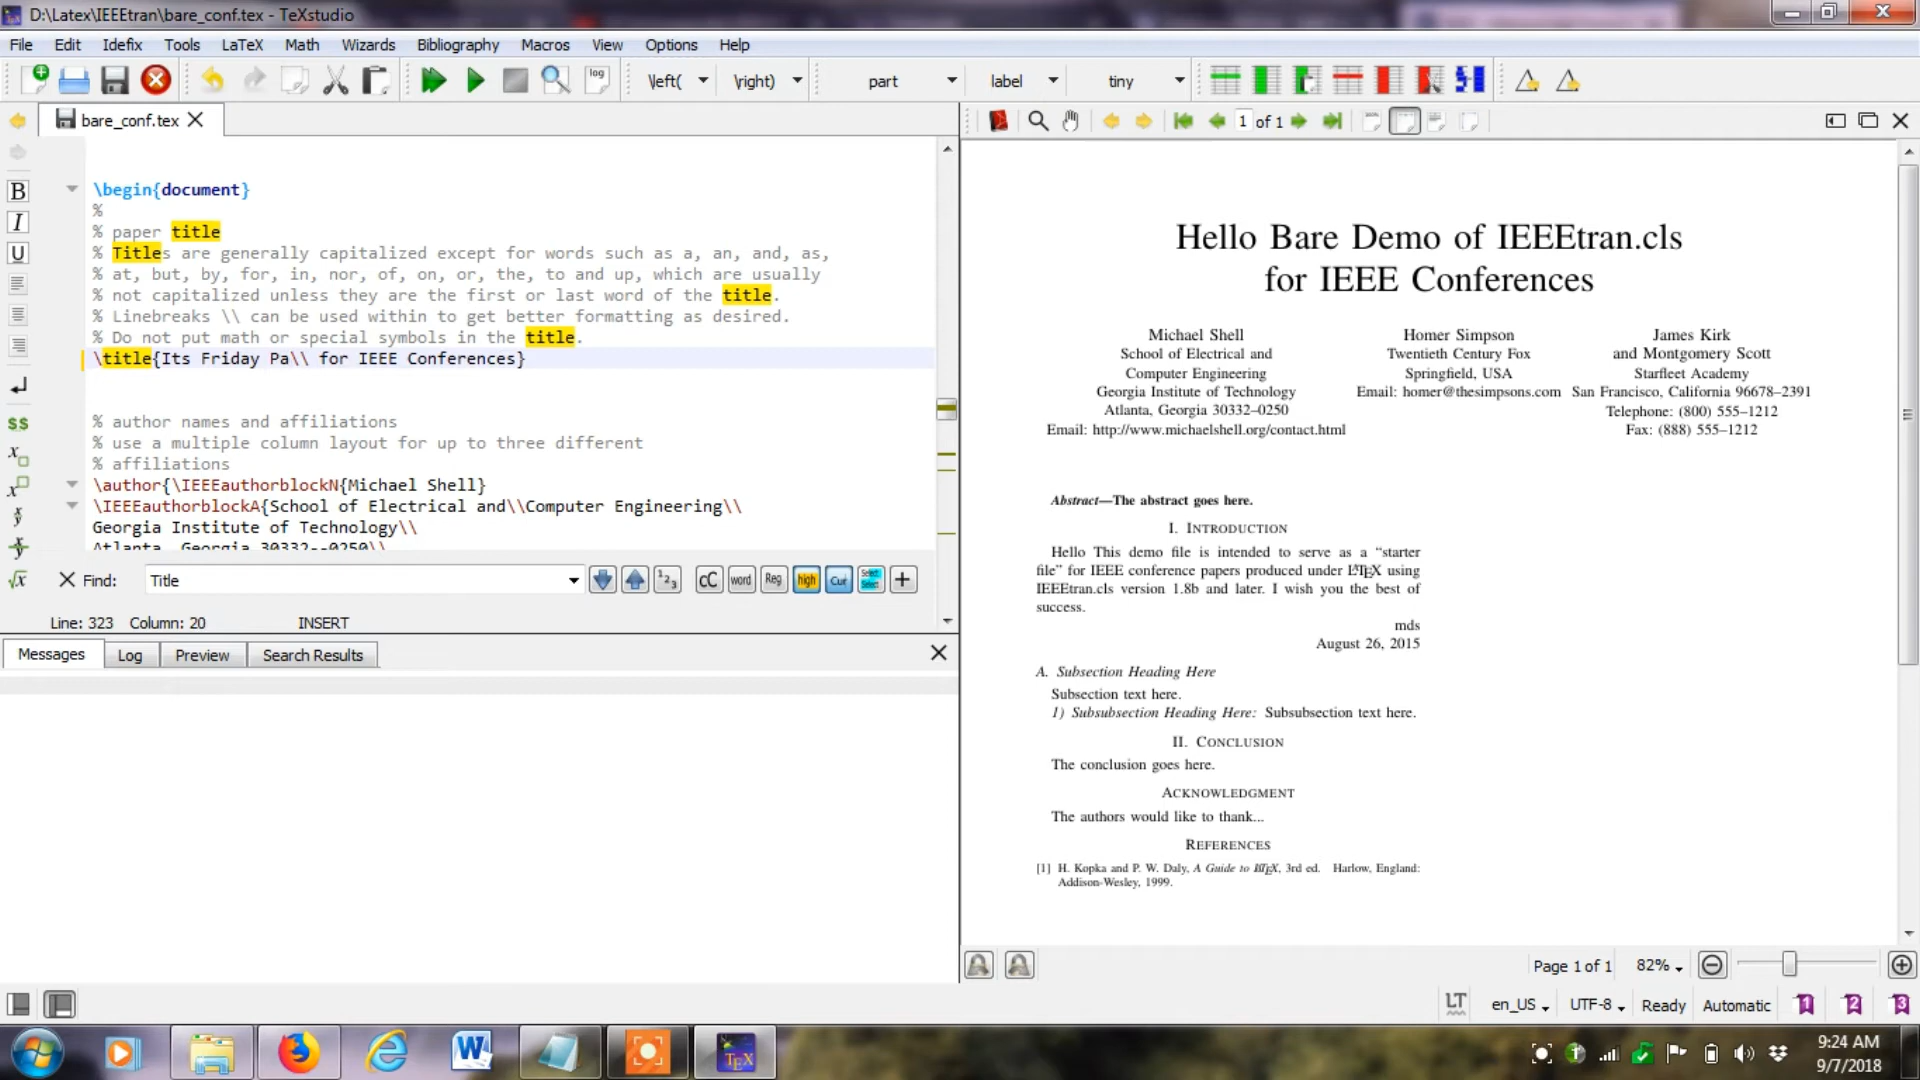 D:\Latex\IEEEtran\bare_conf.tex - TeXstudio
File Edit Idefix Tools LaTeX Math Wizards Bibliography Macros View Options Help
log \left( \right) part label tiny
bare_conf.tex
1 of 1
\begin{document}
%
% paper title
% Titles are generally capitalized except for words such as a, an, and, as,
% at, but, by, for, in, nor, of, on, or, the, to and up, which are usually
% not capitalized unless they are the first or last word of the title.
% Linebreaks \\ can be used within to get better formatting as desired.
% Do not put math or special symbols in the title.
\title{Its Friday Pa\\ for IEEE Conferences}
% author names and affiliations
% use a multiple column layout for up to three different
% affiliations
\author{\IEEEauthorblockN{Michael Shell}
\IEEEauthorblockA{School of Electrical and\\Computer Engineering\\
Georgia Institute of Technology\\
Atlanta, Georgia 30332--0250\\
B
I
U
$$
Find: Title
cC word Reg high Cur Select Select
Line: 323 Column: 20 INSERT
Messages Log Preview Search Results
Hello Bare Demo of IEEEtran.cls
for IEEE Conferences
Michael Shell
School of Electrical and
Computer Engineering
Georgia Institute of Technology
Atlanta, Georgia 30332–0250
Email: http://www.michaelshell.org/contact.html
Homer Simpson
Twentieth Century Fox
Springfield, USA
Email: homer@thesimpsons.com
James Kirk
and Montgomery Scott
Starfleet Academy
San Francisco, California 96678–2391
Telephone: (800) 555–1212
Fax: (888) 555–1212
Abstract—The abstract goes here.
I. INTRODUCTION
Hello This demo file is intended to serve as a “starter
file” for IEEE conference papers produced under LATEX using
IEEEtran.cls version 1.8b and later. I wish you the best of
success.
mds
August 26, 2015
A. Subsection Heading Here
Subsection text here.
1) Subsubsection Heading Here: Subsubsection text here.
II. CONCLUSION
The conclusion goes here.
ACKNOWLEDGMENT
The authors would like to thank...
REFERENCES
[1] H. Kopka and P. W. Daly, A Guide to LATEX, 3rd ed. Harlow, England:
Addison-Wesley, 1999.
Page 1 of 1 82%
LT en_US UTF-8 Ready Automatic 1 2 3
9:24 AM
9/7/2018